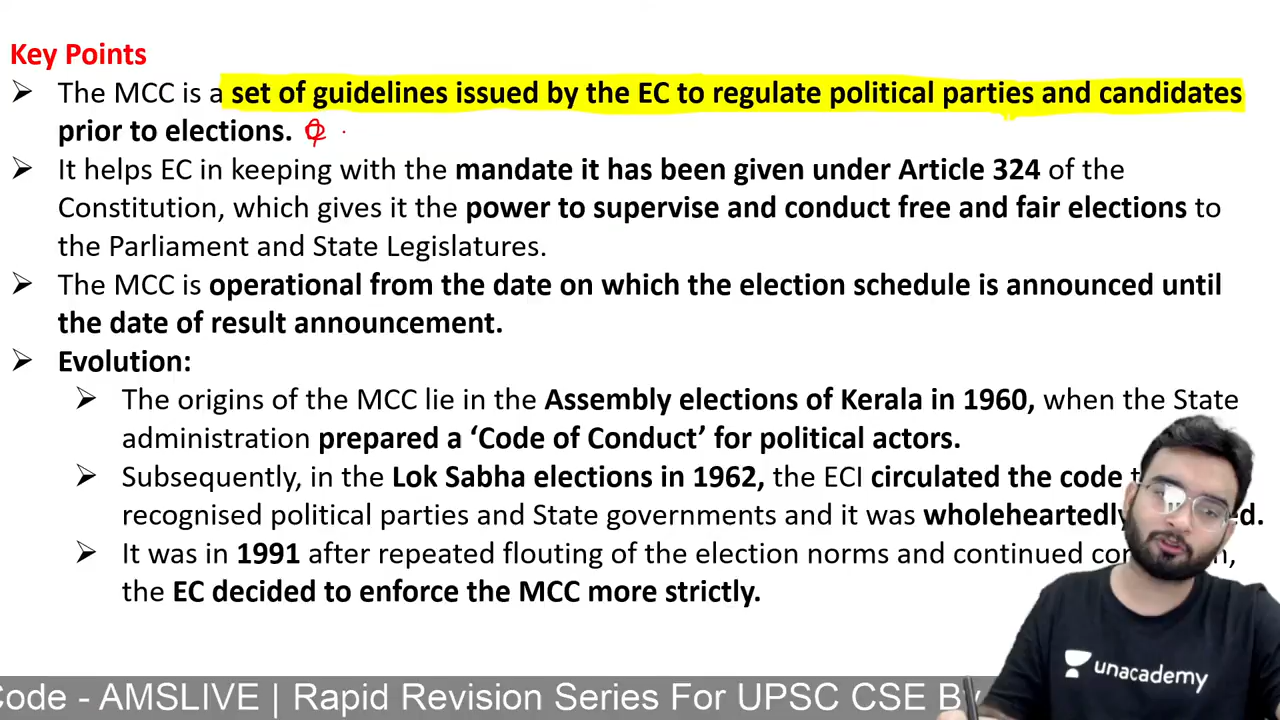 Key Points
➢ The MCC is a set of guidelines issued by the EC to regulate political parties and candidates
prior to elections.
➢ It helps EC in keeping with the mandate it has been given under Article 324 of the
Constitution, which gives it the power to supervise and conduct free and fair elections to
the Parliament and State Legislatures.
➢ The MCC is operational from the date on which the election schedule is announced until
the date of result announcement.
➢ Evolution:
➢ The origins of the MCC lie in the Assembly elections of Kerala in 1960, when the State
administration prepared a ‘Code of Conduct’ for political actors.
➢ Subsequently, in the Lok Sabha elections in 1962, the ECI circulated the code
recognised political parties and State governments and it was wholeheartedly
➢ It was in 1991 after repeated flouting of the election norms and continued
the EC decided to enforce the MCC more strictly.
unacademy
Code - AMSLIVE | Rapid Revision Series For UPSC CSE By